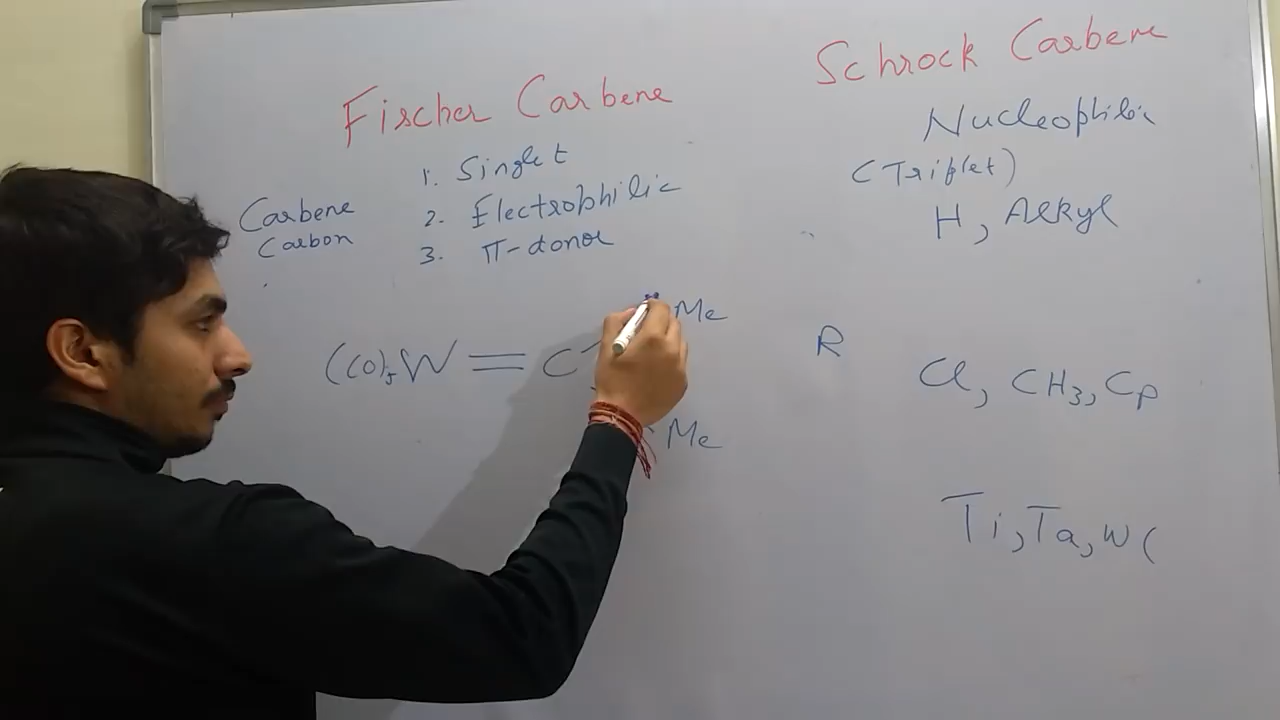 Fischer Carbene
Schrock Carbene
Carbene
Carbon
1. Singlet
2. Electrophilic
3. π-donor
Nucleophilic
(Triplet)
H, Alkyl
(CO)5W=C
Me
Me
R
Cl, CH3, Cp
Ti, Ta, W (